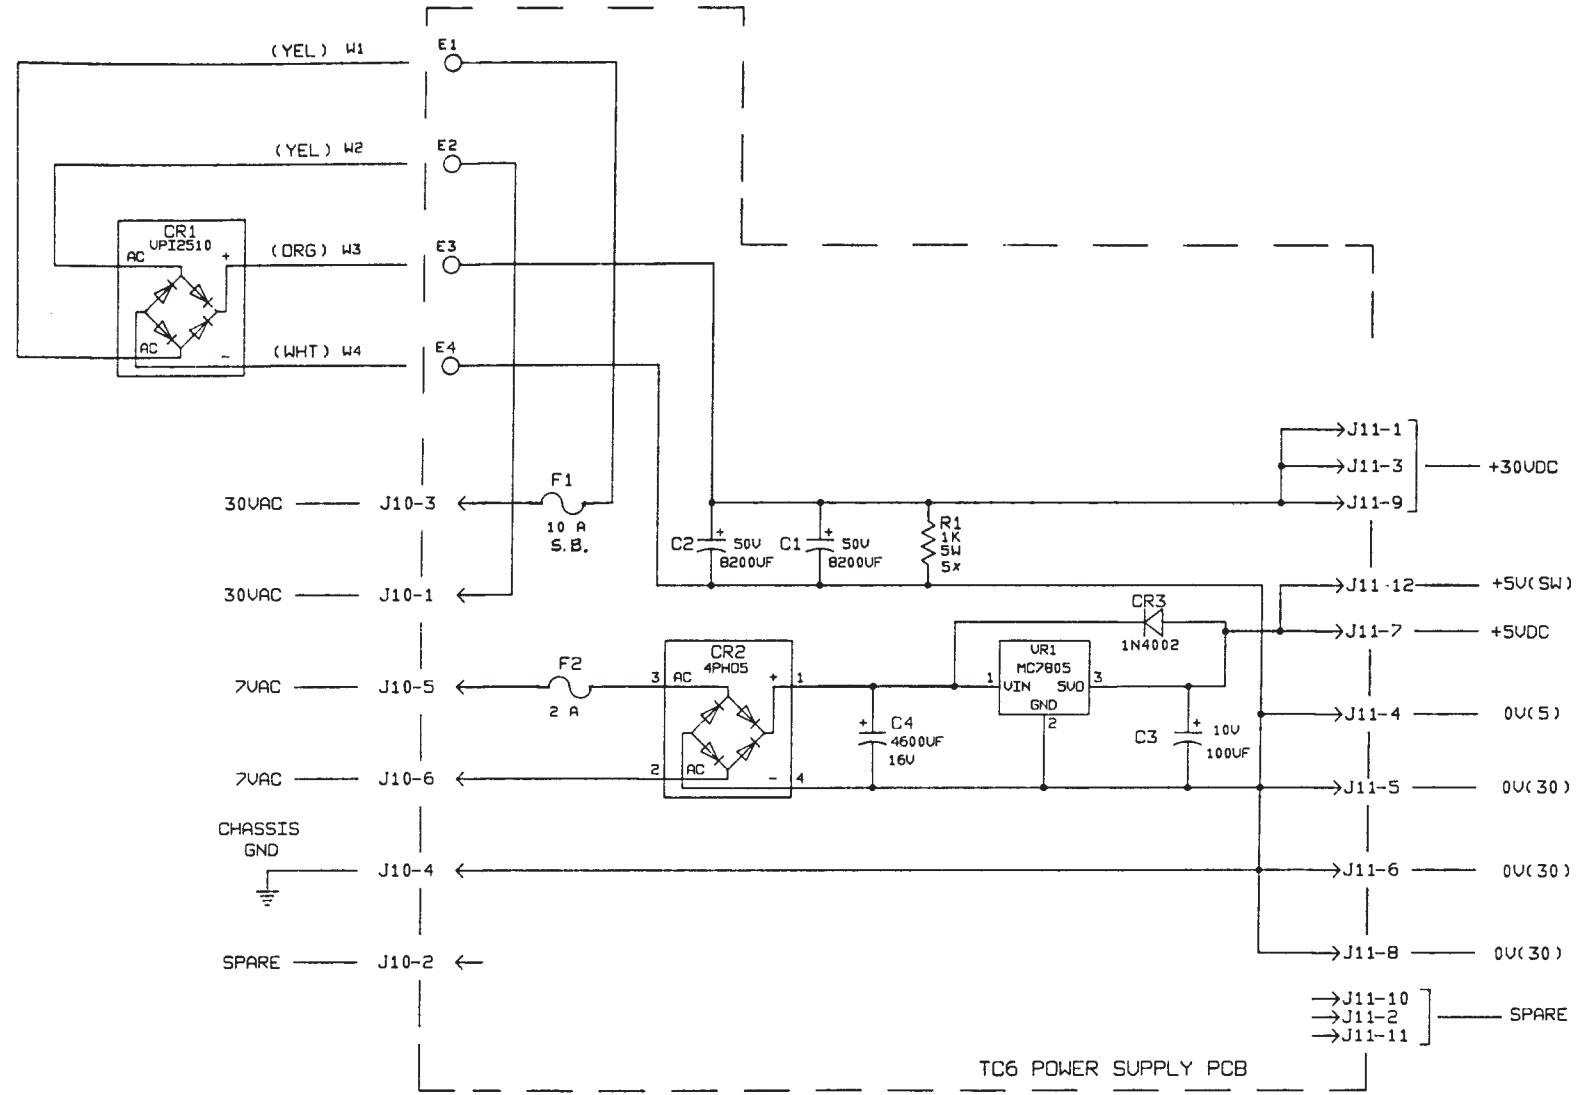 (YEL) W1
E1
(YEL) W2
E2
CR1
VPI2510
AC
+
(ORG) W3
E3
AC
-
(WHT) W4
E4
J11-1
J11-3
+30VDC
J11-9
30VAC
J10-3
F1
10 A
S.B.
C2
+
50V
8200UF
C1
+
50V
8200UF
R1
1K
5W
5%
30VAC
J10-1
J11-12
+5V(SW)
CR3
1N4002
J11-7
+5VDC
7VAC
J10-5
F2
2 A
CR2
4PH05
3
AC
+
1
2
AC
-
4
VR1
MC7805
1
VIN
5VO
3
GND
2
+
C4
4600UF
16V
+
C3
10V
100UF
J11-4
0V(5)
7VAC
J10-6
J11-5
0V(30)
CHASSIS
GND
J10-4
J11-6
0V(30)
SPARE
J10-2
J11-8
0V(30)
J11-10
J11-2
J11-11
SPARE
TC6 POWER SUPPLY PCB